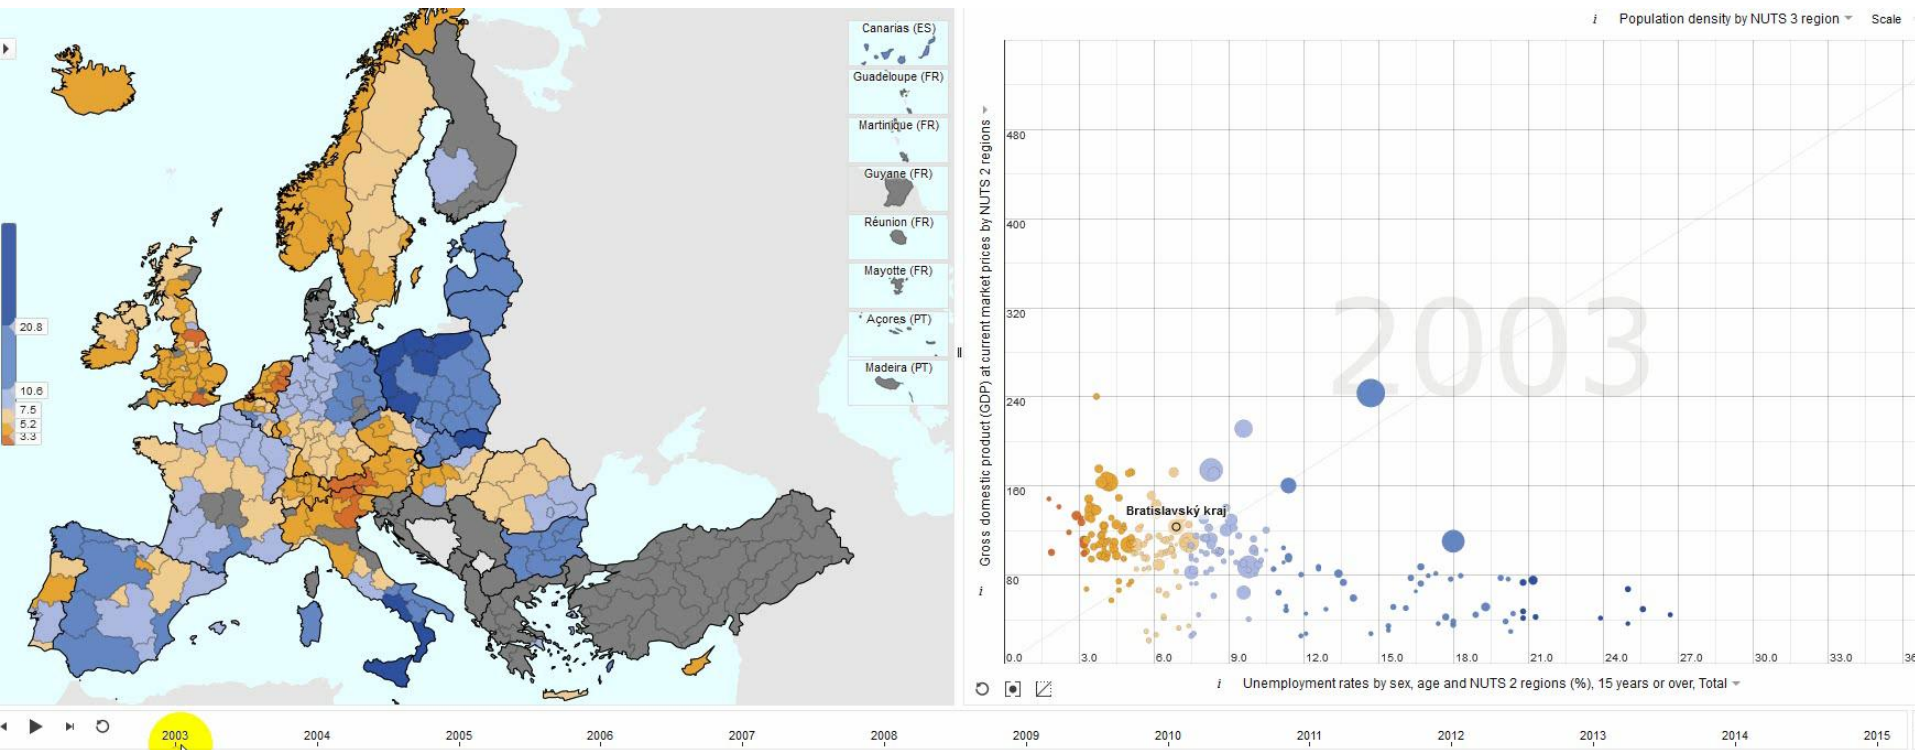 Canarias (ES)
Guadeloupe (FR)
Martinique (FR)
Guyane (FR)
Réunion (FR)
Mayotte (FR)
Açores (PT)
Madeira (PT)
20.8
10.6
7.5
5.2
3.3
i Population density by NUTS 3 region Scale
Gross domestic product (GDP) at current market prices by NUTS 2 regions
i
480
400
320
240
160
80
2003
Bratislavský kraj
0.0 3.0 6.0 9.0 12.0 15.0 18.0 21.0 24.0 27.0 30.0 33.0 36
i Unemployment rates by sex, age and NUTS 2 regions (%), 15 years or over, Total
2003 2004 2005 2006 2007 2008 2009 2010 2011 2012 2013 2014 2015